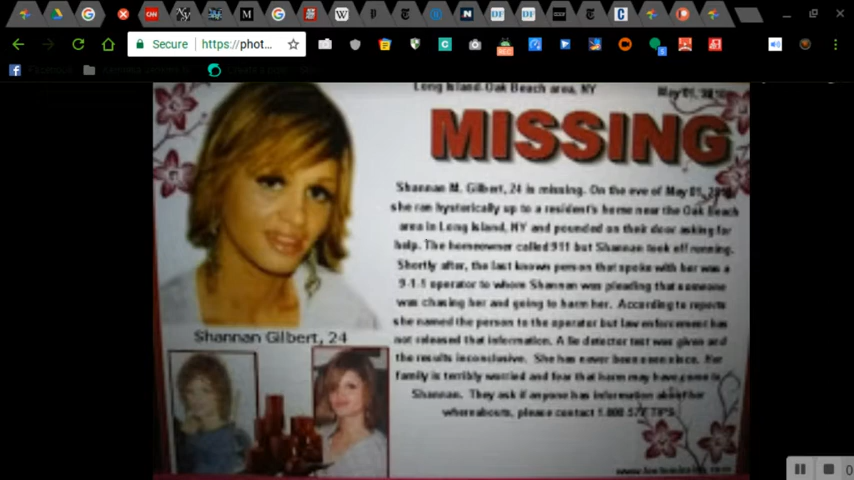 Secure https://phot...
Long Island-Oak Beach area, NY May 01, 2010
MISSING
Shannan M. Gilbert, 24 is missing. On the eve of May 01, 2010
she ran hysterically up to a resident's home near the Oak Beach
area in Long Island, NY and pounded on their door asking for
help. The homeowner called 911 but Shannan took off running.
Shortly after, the last known person that spoke with her was a
9-1-1 operator to whom Shannan was pleading that someone
was chasing her and going to harm her. According to reports
she named the person to the operator but law enforcement has
not released that information. A lie detector test was given and
the results inconclusive. She has never been seen since. Her
family is terribly worried and fear that harm may have come to
Shannan. They ask if anyone has information about her
whereabouts, please contact 1-800-577-TIPS
Shannan Gilbert, 24
0